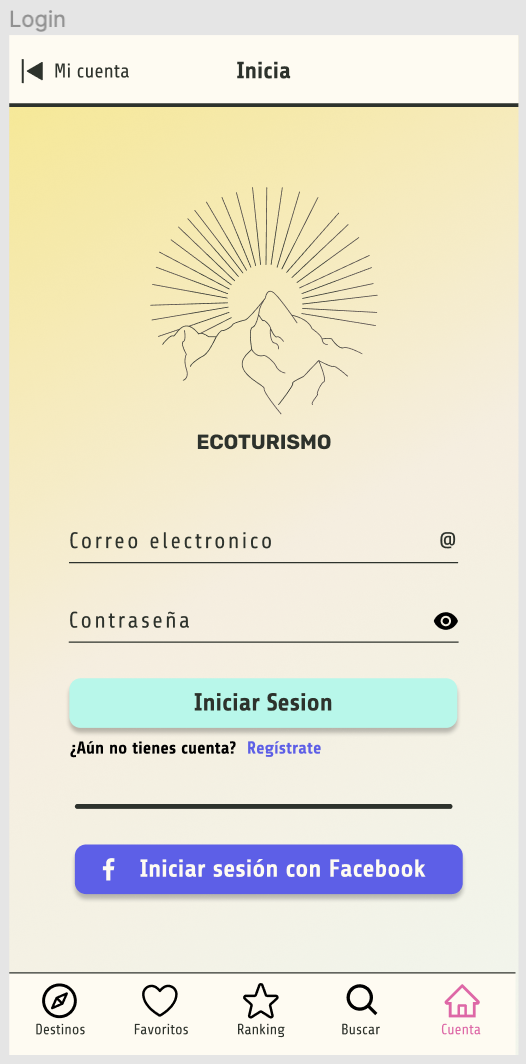 Login
Mi cuenta
Inicia
ECOTURISMO
Correo electronico @
Contraseña
Iniciar Sesion
¿Aún no tienes cuenta? Regístrate
f Iniciar sesión con Facebook
Destinos Favoritos Ranking Buscar Cuenta